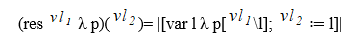 (res vl₁ λ p)(vl₂)= |[var l λ p[vl₁\l]; vl₂ ≔ l]|